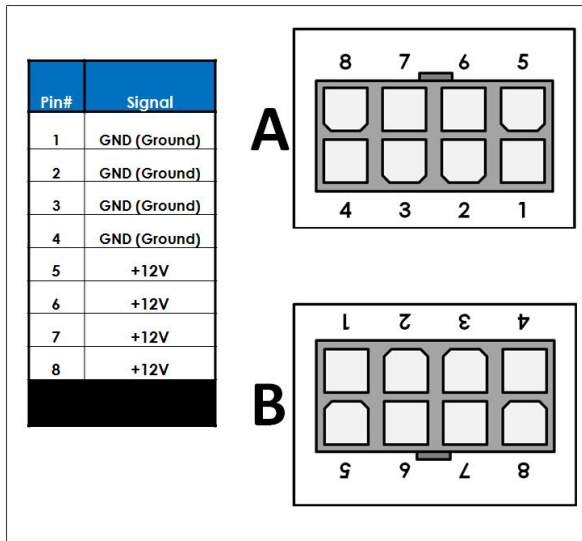 Pin# Signal
1 GND (Ground)
2 GND (Ground)
3 GND (Ground)
4 GND (Ground)
5 +12V
6 +12V
7 +12V
8 +12V
A
8 7 6 5
4 3 2 1
B
1 2 3 4
5 6 7 8